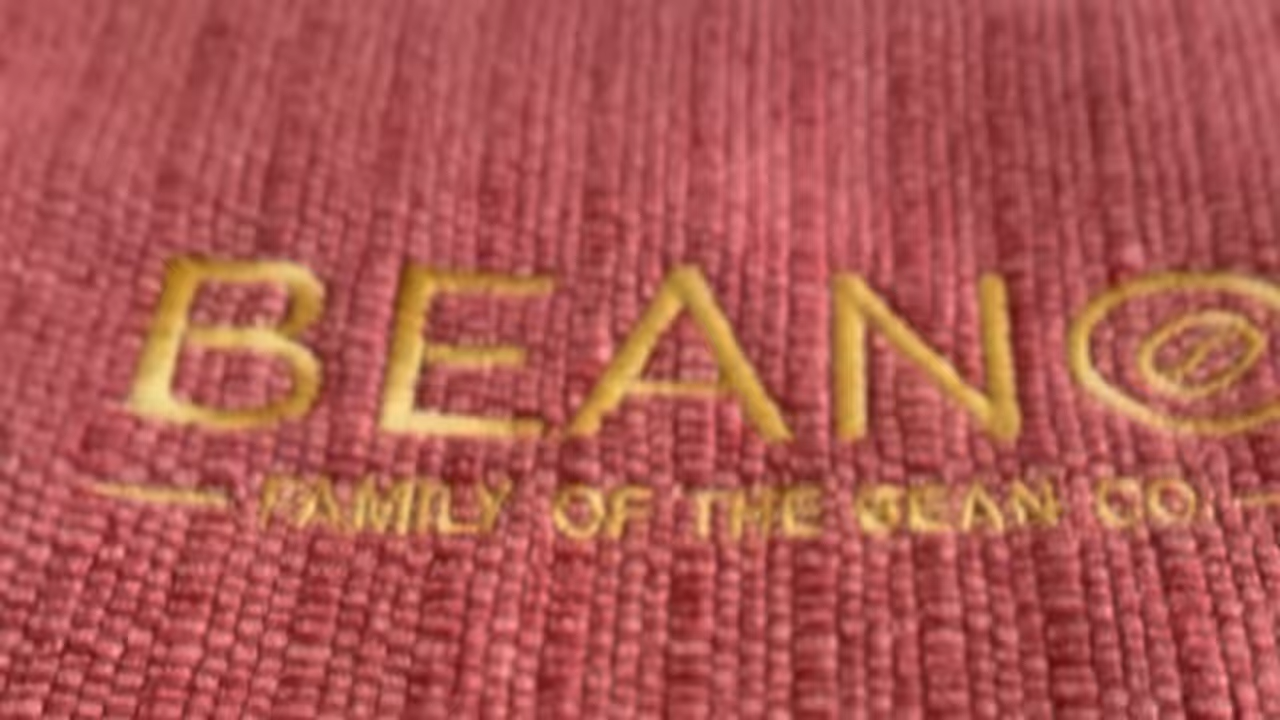 BEAN®
— FAMILY OF THE BEAN CO. —